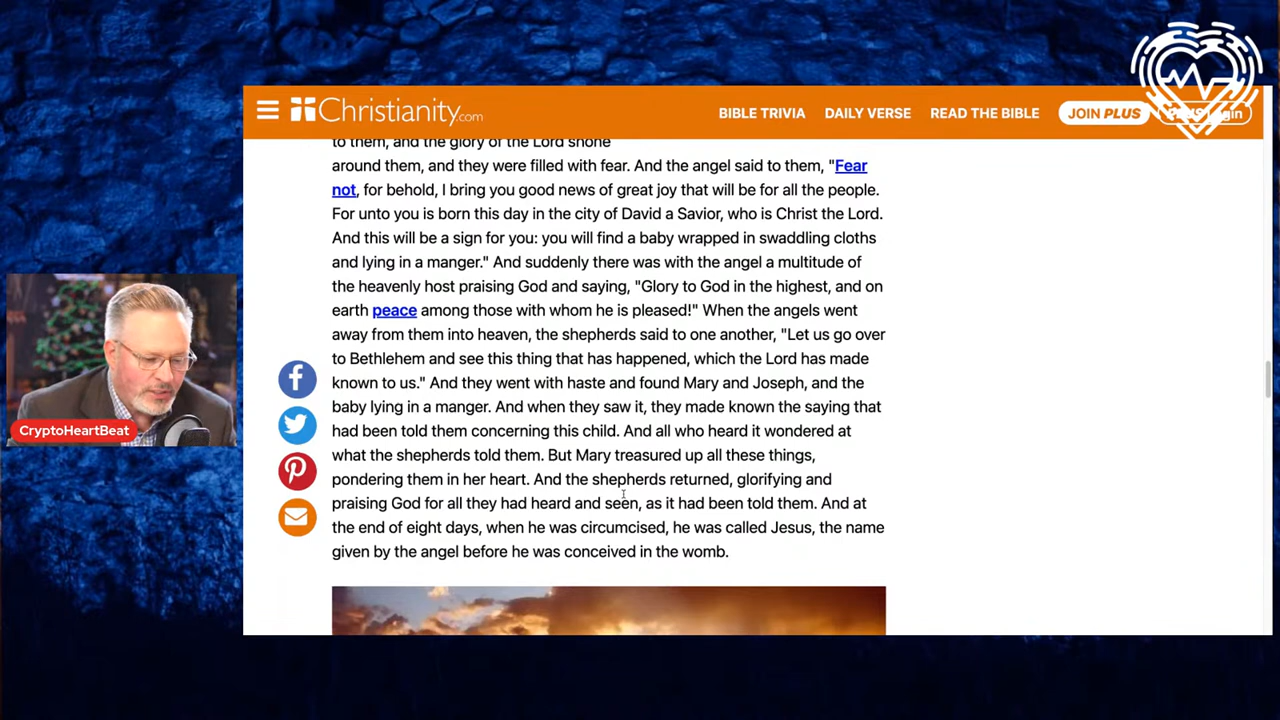 Christianity.com
BIBLE TRIVIA DAILY VERSE READ THE BIBLE JOIN PLUS PLUS Login
to them, and the glory of the Lord shone
around them, and they were filled with fear. And the angel said to them, "Fear
not, for behold, I bring you good news of great joy that will be for all the people.
For unto you is born this day in the city of David a Savior, who is Christ the Lord.
And this will be a sign for you: you will find a baby wrapped in swaddling cloths
and lying in a manger." And suddenly there was with the angel a multitude of
the heavenly host praising God and saying, "Glory to God in the highest, and on
earth peace among those with whom he is pleased!" When the angels went
away from them into heaven, the shepherds said to one another, "Let us go over
to Bethlehem and see this thing that has happened, which the Lord has made
known to us." And they went with haste and found Mary and Joseph, and the
baby lying in a manger. And when they saw it, they made known the saying that
had been told them concerning this child. And all who heard it wondered at
what the shepherds told them. But Mary treasured up all these things,
pondering them in her heart. And the shepherds returned, glorifying and
praising God for all they had heard and seen, as it had been told them. And at
the end of eight days, when he was circumcised, he was called Jesus, the name
given by the angel before he was conceived in the womb.
CryptoHeartBeat